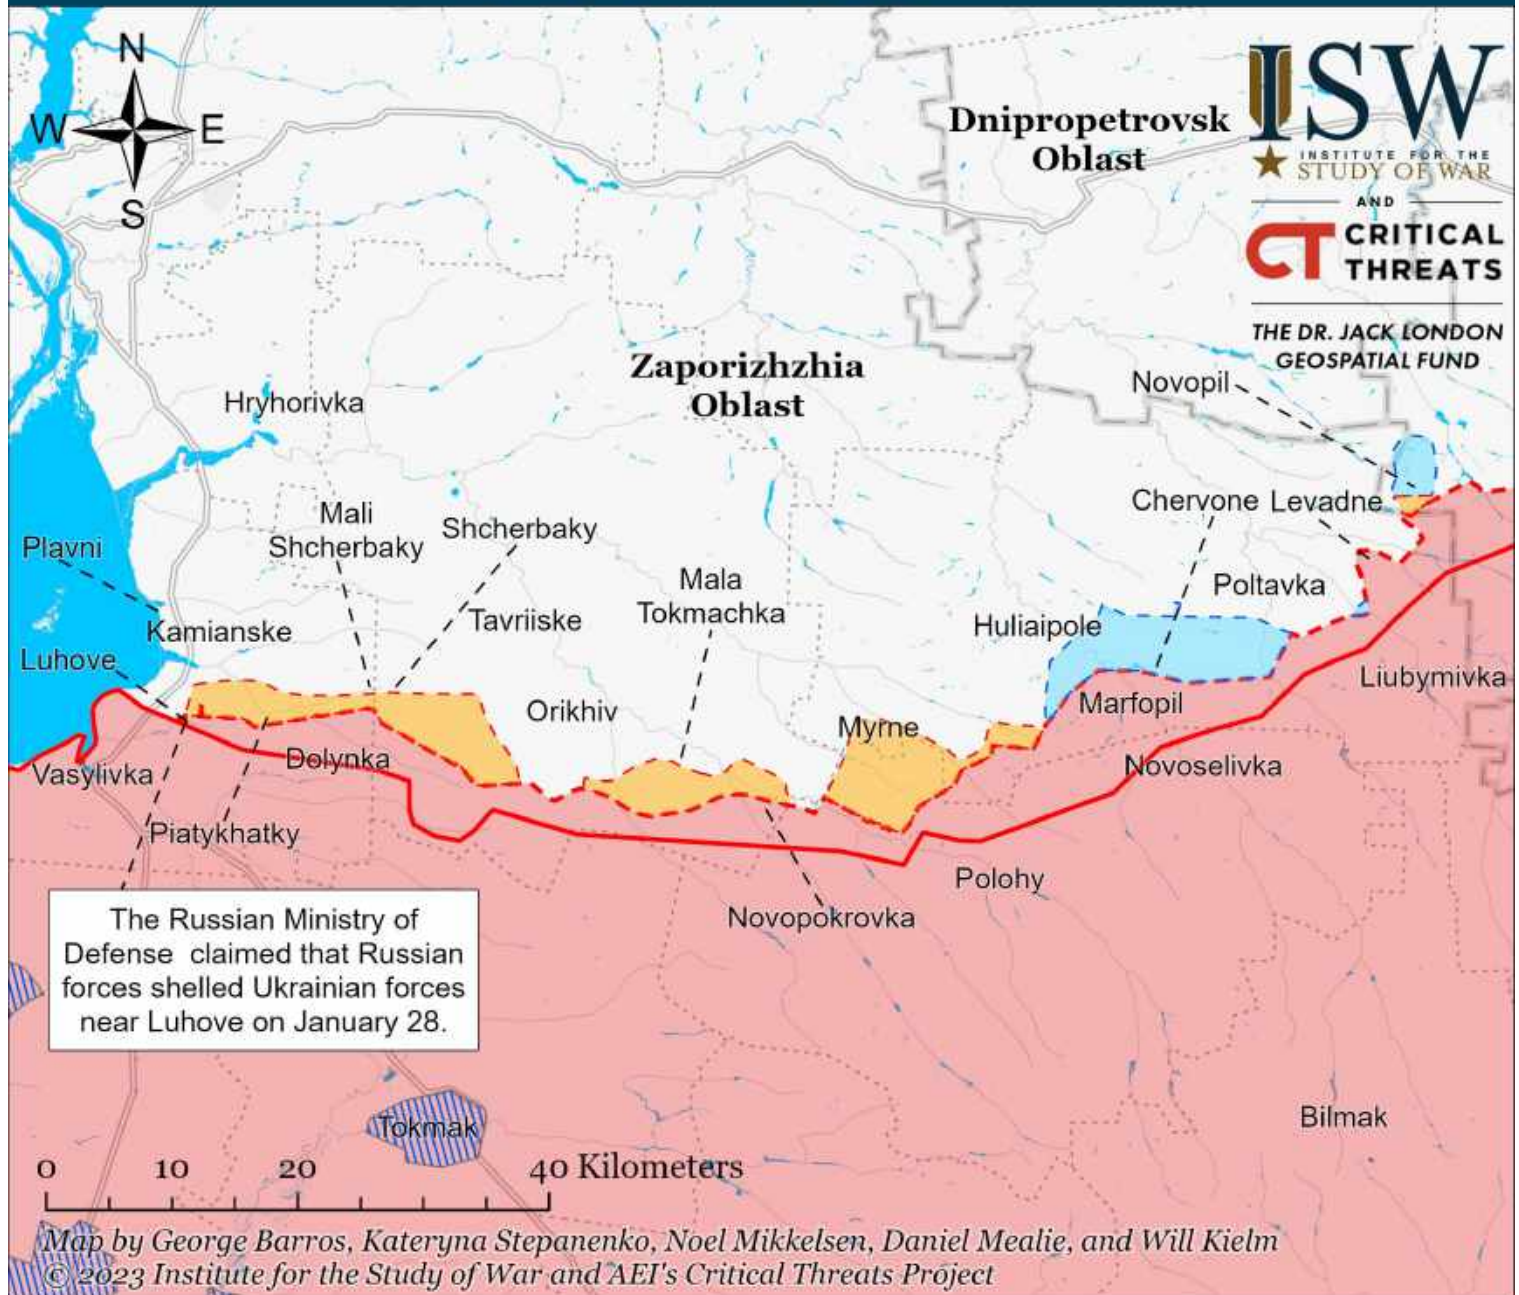 N
W
E
S
Dnipropetrovsk
Oblast
ISW
INSTITUTE FOR THE
STUDY OF WAR
AND
CT CRITICAL
THREATS
THE DR. JACK LONDON
GEOSPATIAL FUND
Zaporizhzhia
Oblast
Novopil
Hryhorivka
Chervone
Levadne
Mali
Shcherbaky
Shcherbaky
Plavni
Mala
Tokmachka
Poltavka
Tavriiske
Huliaipole
Kamianske
Luhove
Liubymivka
Marfopil
Orikhiv
Myrne
Dolynka
Vasylivka
Novoselivka
Piatykhatky
Polohy
Novopokrovka
The Russian Ministry of
Defense claimed that Russian
forces shelled Ukrainian forces
near Luhove on January 28.
Tokmak
Bilmak
0 10 20 40 Kilometers
Map by George Barros, Kateryna Stepanenko, Noel Mikkelsen, Daniel Mealie, and Will Kielm
© 2023 Institute for the Study of War and AEI's Critical Threats Project